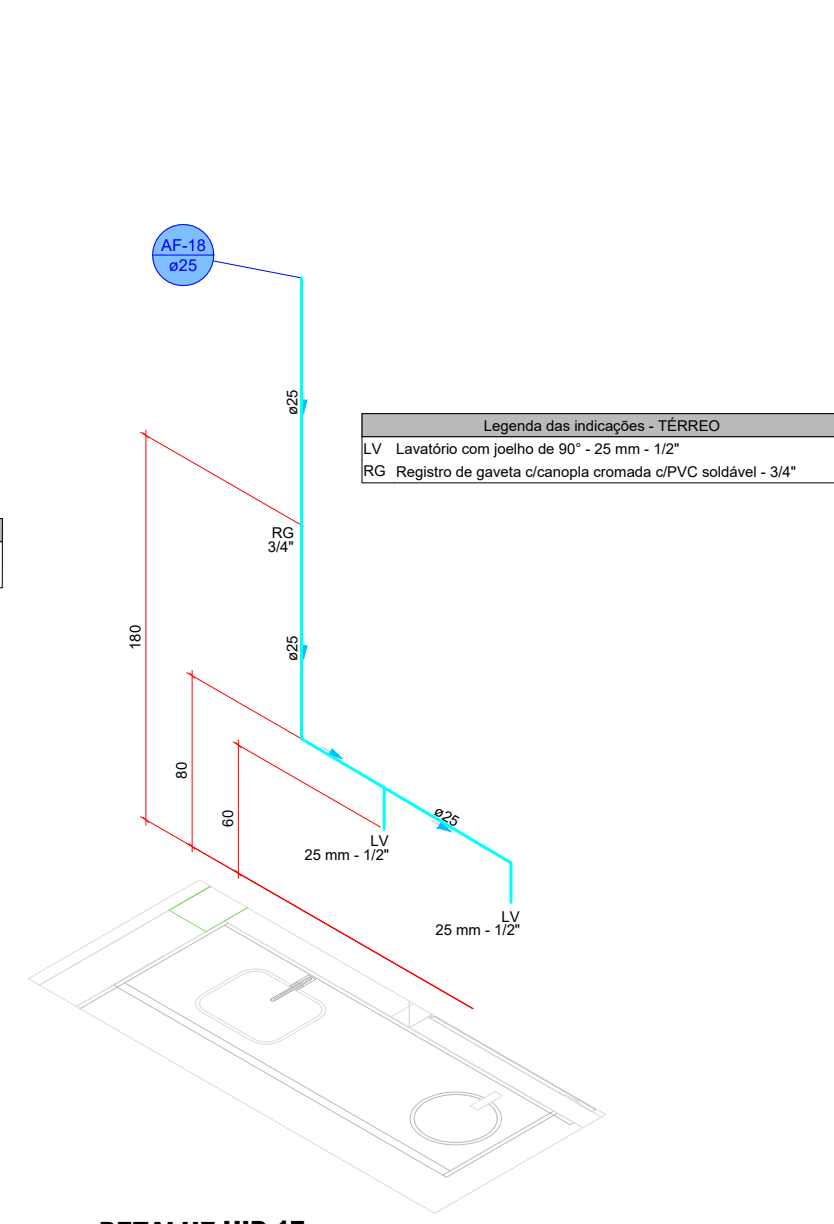 AF-18
ø25
ø25
Legenda das indicações - TÉRREO
LV Lavatório com joelho de 90° - 25 mm - 1/2"
RG Registro de gaveta c/canopla cromada c/PVC soldável - 3/4"
RG
3/4"
180
ø25
80
60
ø25
LV
25 mm - 1/2"
LV
25 mm - 1/2"